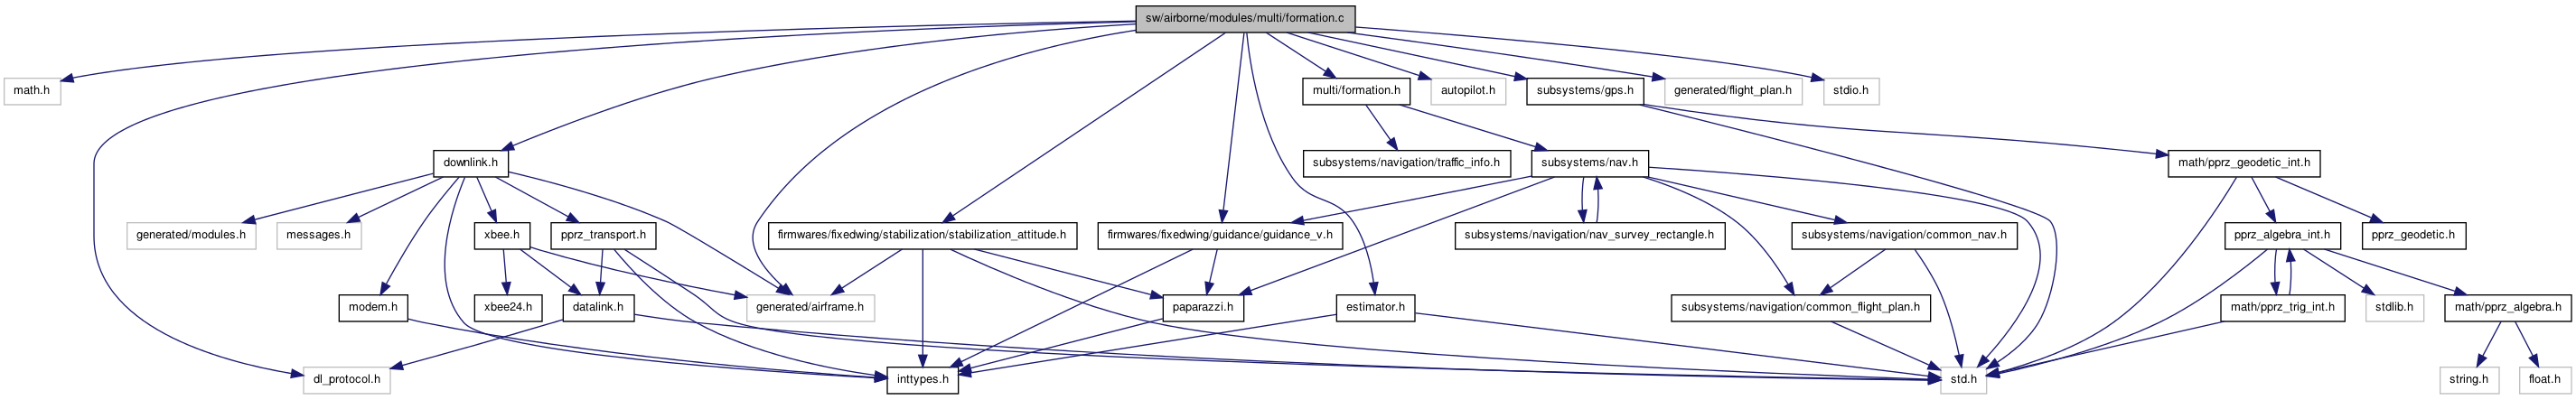 sw/airborne/modules/multi/formation.c
math.h
multi/formation.h
autopilot.h
subsystems/gps.h
generated/flight_plan.h
stdio.h
downlink.h
subsystems/navigation/traffic_info.h
subsystems/nav.h
math/pprz_geodetic_int.h
generated/modules.h
messages.h
xbee.h
pprz_transport.h
firmwares/fixedwing/stabilization/stabilization_attitude.h
firmwares/fixedwing/guidance/guidance_v.h
subsystems/navigation/nav_survey_rectangle.h
subsystems/navigation/common_nav.h
pprz_algebra_int.h
pprz_geodetic.h
modem.h
xbee24.h
datalink.h
generated/airframe.h
paparazzi.h
estimator.h
subsystems/navigation/common_flight_plan.h
math/pprz_trig_int.h
stdlib.h
math/pprz_algebra.h
dl_protocol.h
inttypes.h
std.h
string.h
float.h